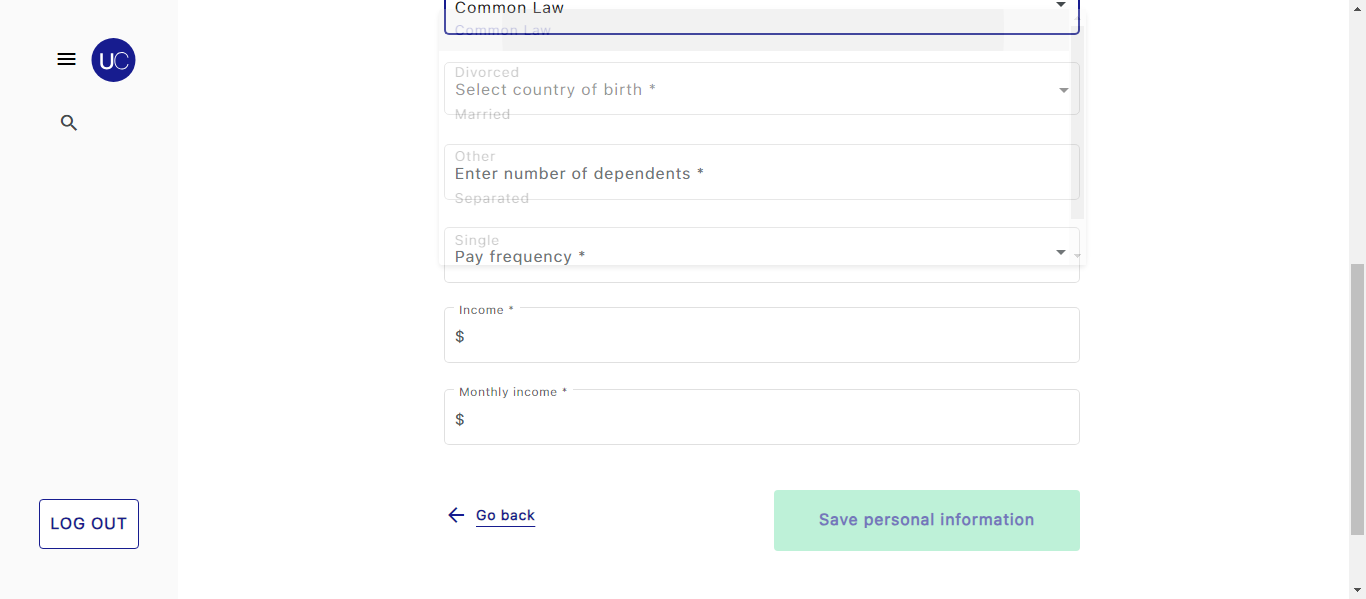 Common Law
Common Law
UC
Divorced
Select country of birth *
Married
Other
Enter number of dependents *
Separated
Single
Pay frequency *
Income *
$
Monthly income *
$
Go back
Save personal information
LOG OUT